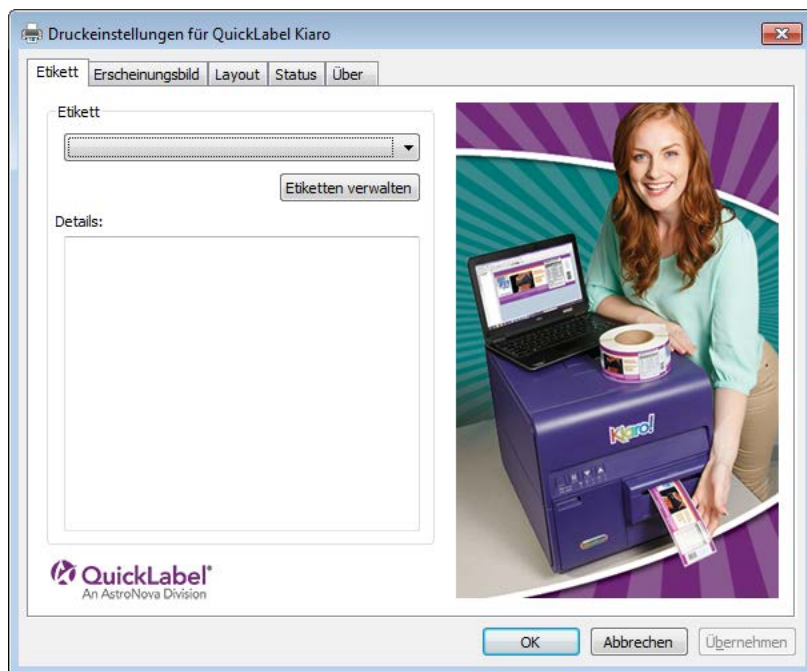 Druckeinstellungen für QuickLabel Kiaro
Etikett
Erscheinungsbild
Layout
Status
Über
Etikett
Etiketten verwalten
Details:
Kiaro!
QuickLabel®
An AstroNova Division
OK
Abbrechen
Übernehmen